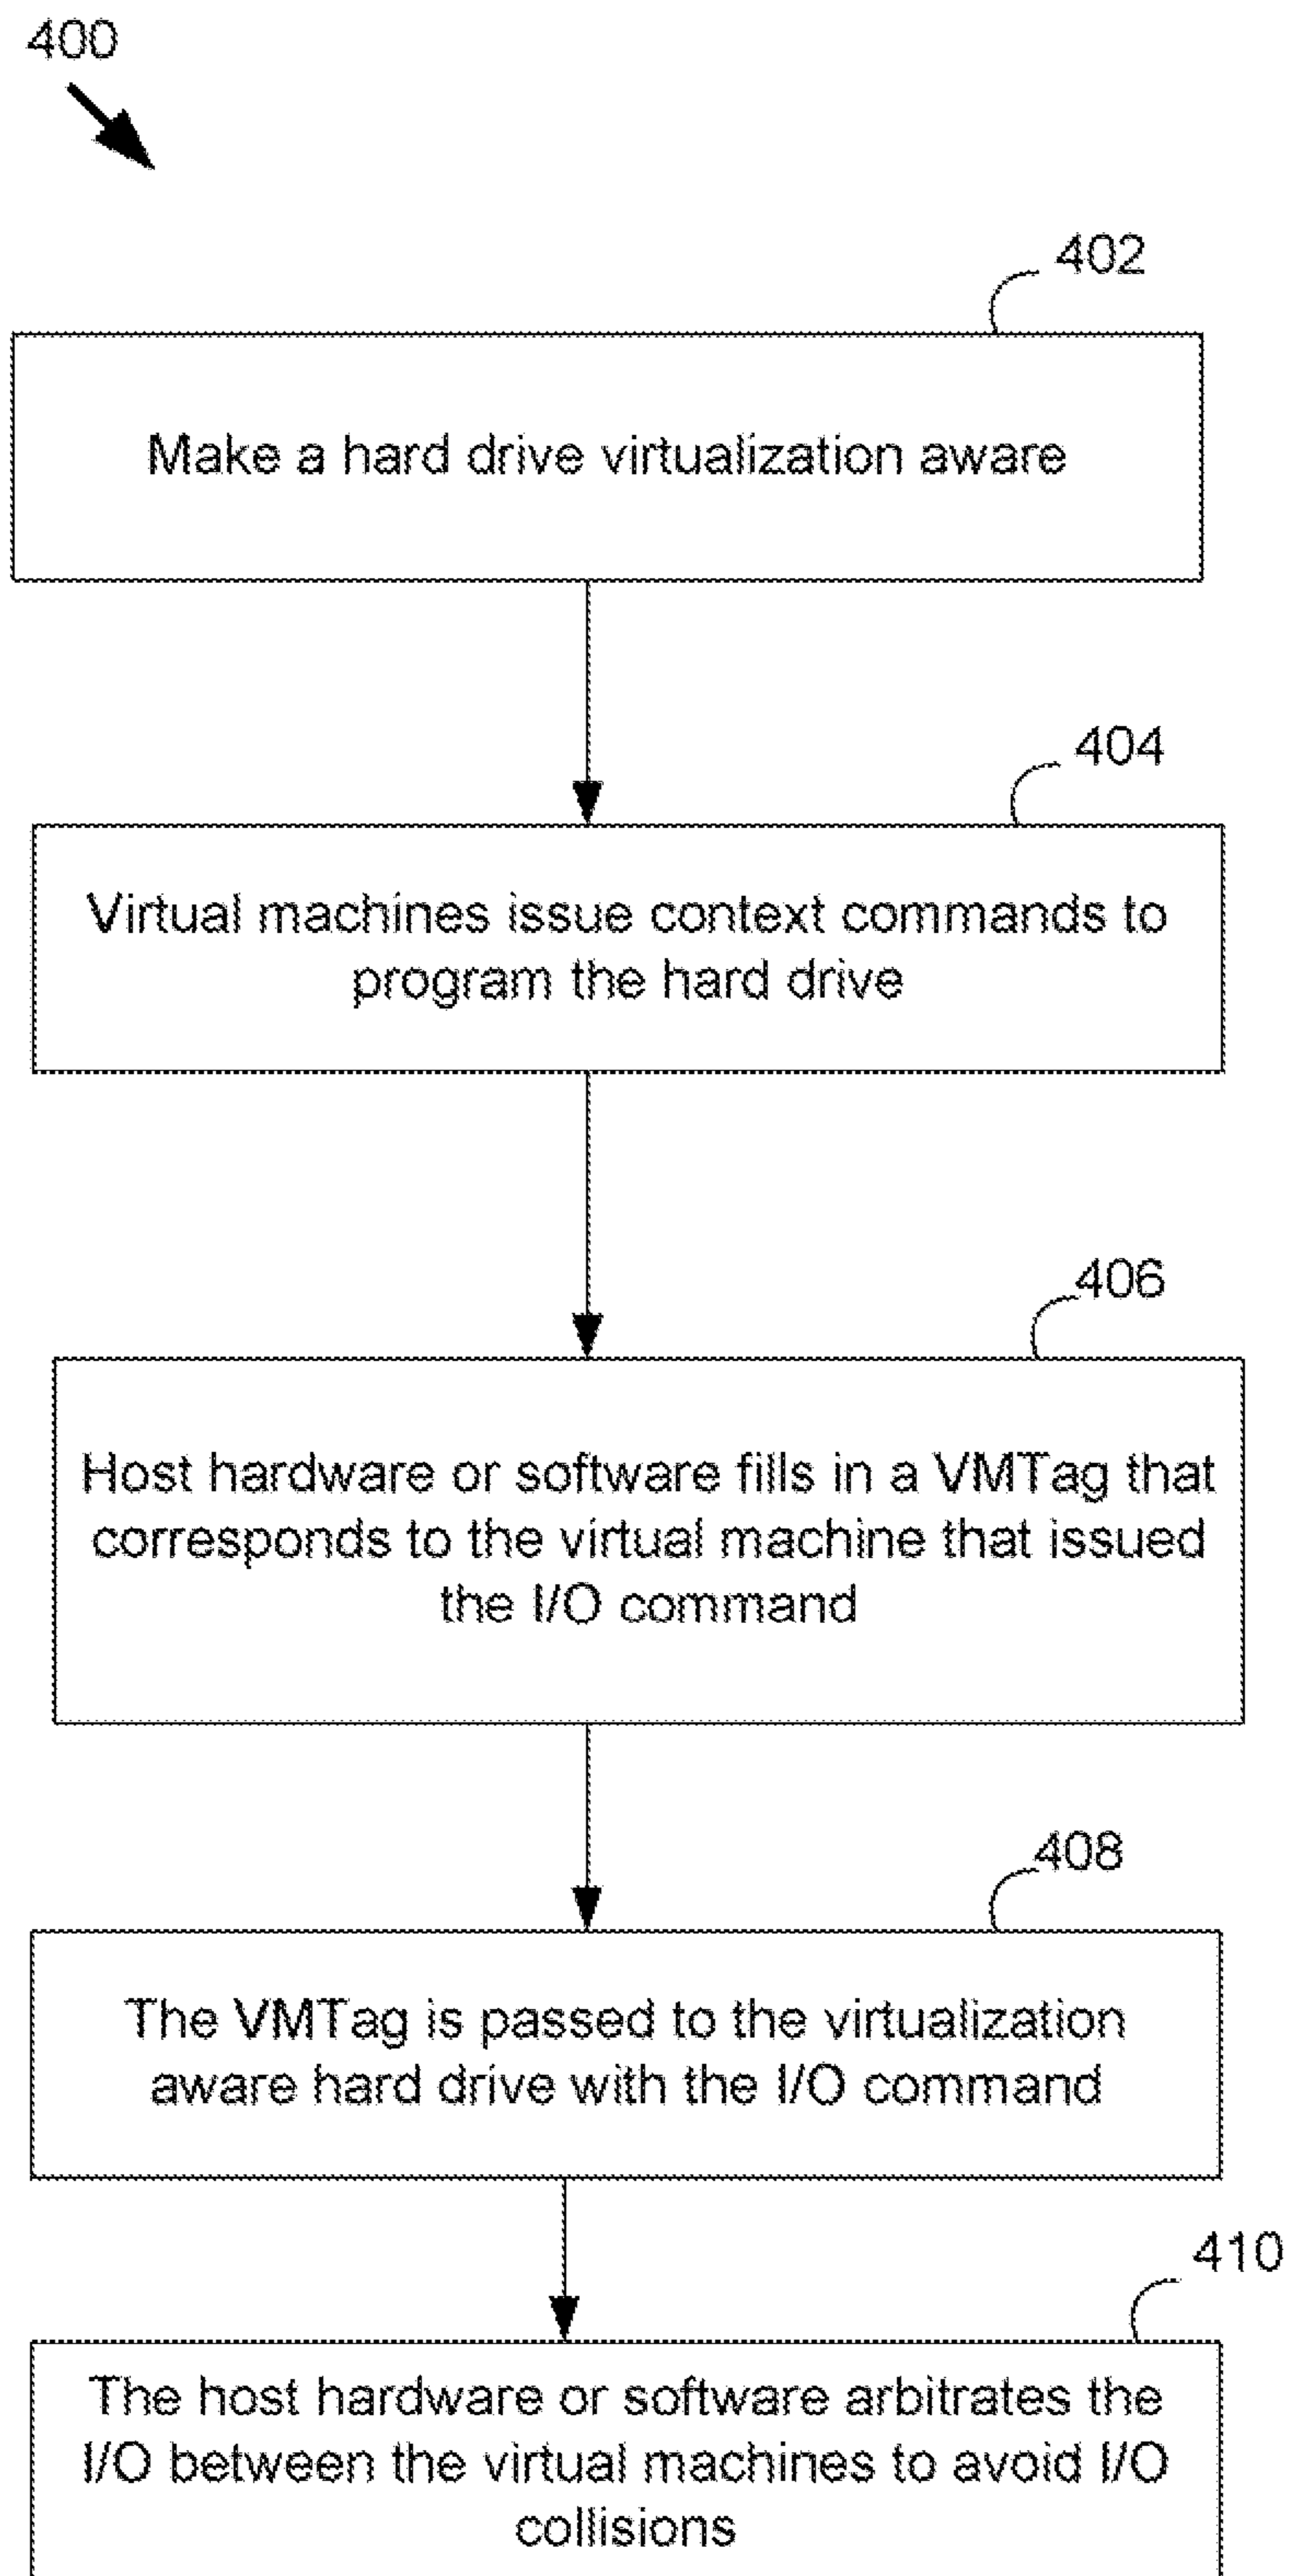 400
402
Make a hard drive virtualization aware
404
Virtual machines issue context commands to
program the hard drive
406
Host hardware or software fills in a VMTag that
corresponds to the virtual machine that issued
the I/O command
408
The VMTag is passed to the virtualization
aware hard drive with the I/O command
410
The host hardware or software arbitrates the
I/O between the virtual machines to avoid I/O
collisions